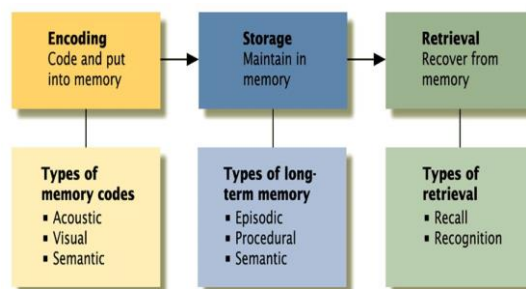 Encoding
Code and put
into memory
Storage
Maintain in
memory
Retrieval
Recover from
memory
Types of
memory codes
▪ Acoustic
▪ Visual
▪ Semantic
Types of long-
term memory
▪ Episodic
▪ Procedural
▪ Semantic
Types of
retrieval
▪ Recall
▪ Recognition